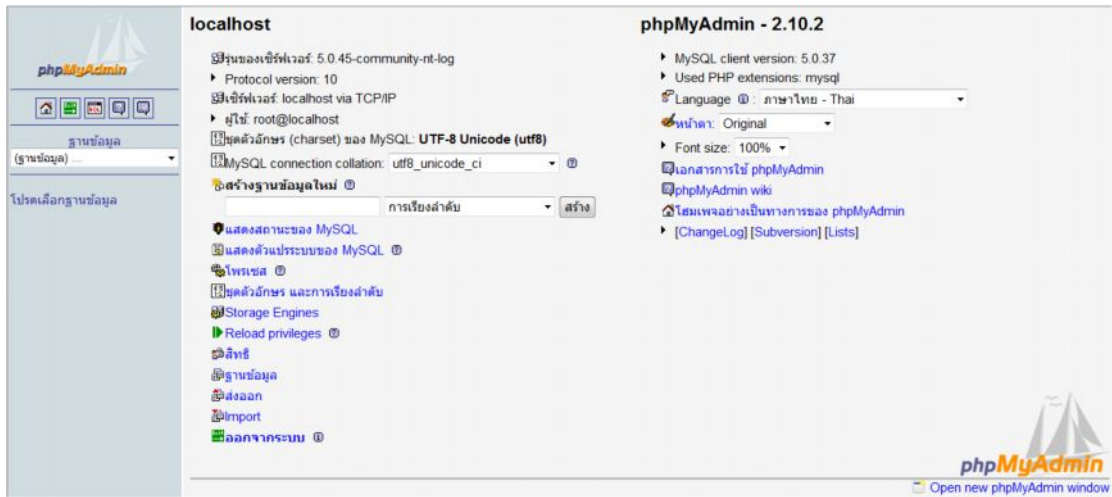 phpMyAdmin
ฐานข้อมูล
(ฐานข้อมูล) ...
โปรดเลือกฐานข้อมูล
localhost
รุ่นของเซิร์ฟเวอร์: 5.0.45-community-nt-log
Protocol version: 10
เซิร์ฟเวอร์: localhost via TCP/IP
ผู้ใช้: root@localhost
ชุดตัวอักษร (charset) ของ MySQL: UTF-8 Unicode (utf8)
MySQL connection collation: utf8_unicode_ci
สร้างฐานข้อมูลใหม่
การเรียงลำดับ สร้าง
แสดงสถานะของ MySQL
แสดงตัวแปรระบบของ MySQL
โพรเซส
ชุดตัวอักษร และการเรียงลำดับ
Storage Engines
Reload privileges
สิทธิ
ฐานข้อมูล
ส่งออก
Import
ออกจากระบบ
phpMyAdmin - 2.10.2
MySQL client version: 5.0.37
Used PHP extensions: mysql
Language : ภาษาไทย - Thai
หน้าตา: Original
Font size: 100%
เอกสารการใช้ phpMyAdmin
phpMyAdmin wiki
โฮมเพจอย่างเป็นทางการของ phpMyAdmin
[ChangeLog] [Subversion] [Lists]
phpMyAdmin
Open new phpMyAdmin window